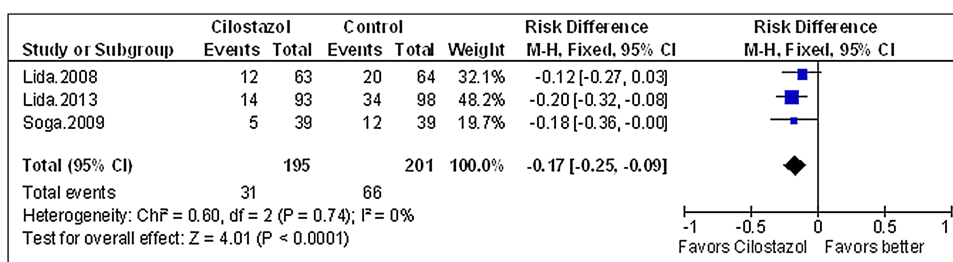 Cilostazol Control Risk Difference Risk Difference
Study or Subgroup Events Total Events Total Weight M-H, Fixed, 95% CI M-H, Fixed, 95% CI
Lida.2008 12 63 20 64 32.1% -0.12 [-0.27, 0.03]
Lida.2013 14 93 34 98 48.2% -0.20 [-0.32, -0.08]
Soga.2009 5 39 12 39 19.7% -0.18 [-0.36, -0.00]
Total (95% CI) 195 201 100.0% -0.17 [-0.25, -0.09]
Total events 31 66
Heterogeneity: Chi² = 0.60, df = 2 (P = 0.74); I² = 0%
Test for overall effect: Z = 4.01 (P < 0.0001)
-1 -0.5 0 0.5 1
Favors Cilostazol Favors better